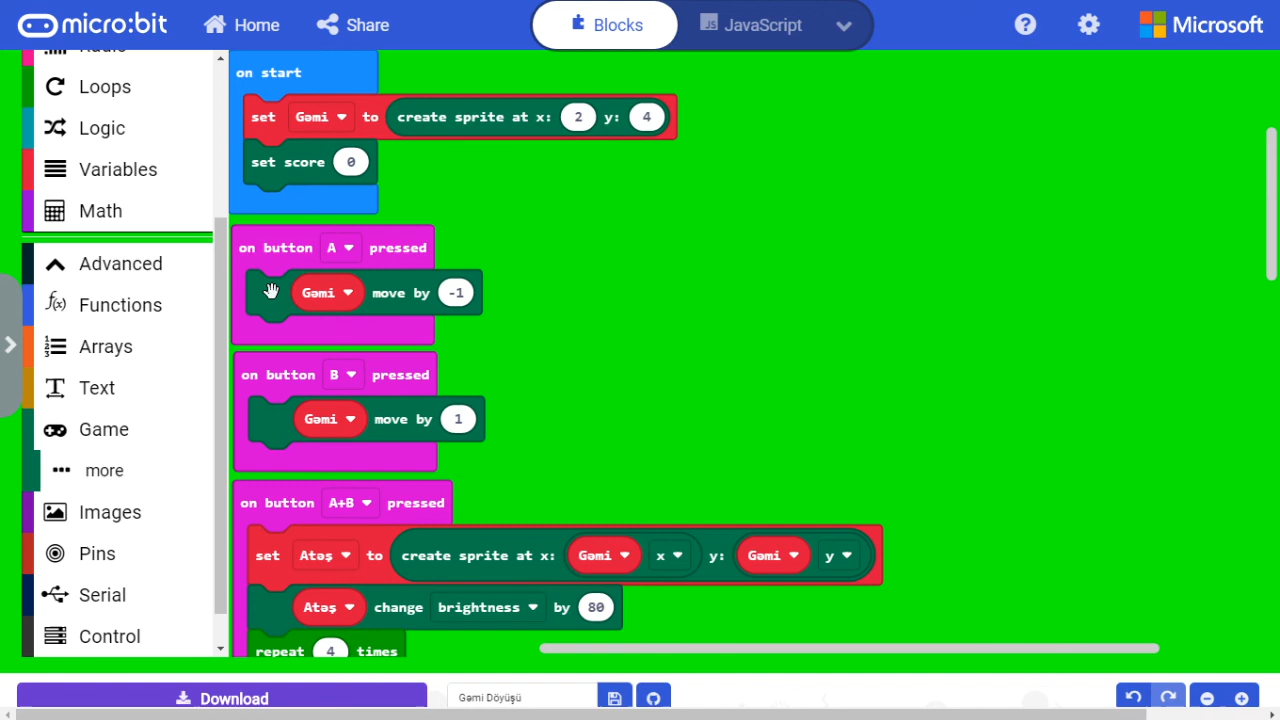 micro:bit Home Share Blocks JavaScript Microsoft
Radio
Loops
Logic
Variables
Math
Advanced
Functions
Arrays
Text
Game
more
Images
Pins
Serial
Control
on start
set Gəmi to create sprite at x: 2 y: 4
set score 0
on button A pressed
Gəmi move by -1
on button B pressed
Gəmi move by 1
on button A+B pressed
set Atəş to create sprite at x: Gəmi x y: Gəmi y
Atəş change brightness by 80
repeat 4 times
Download Gəmi Döyüşü